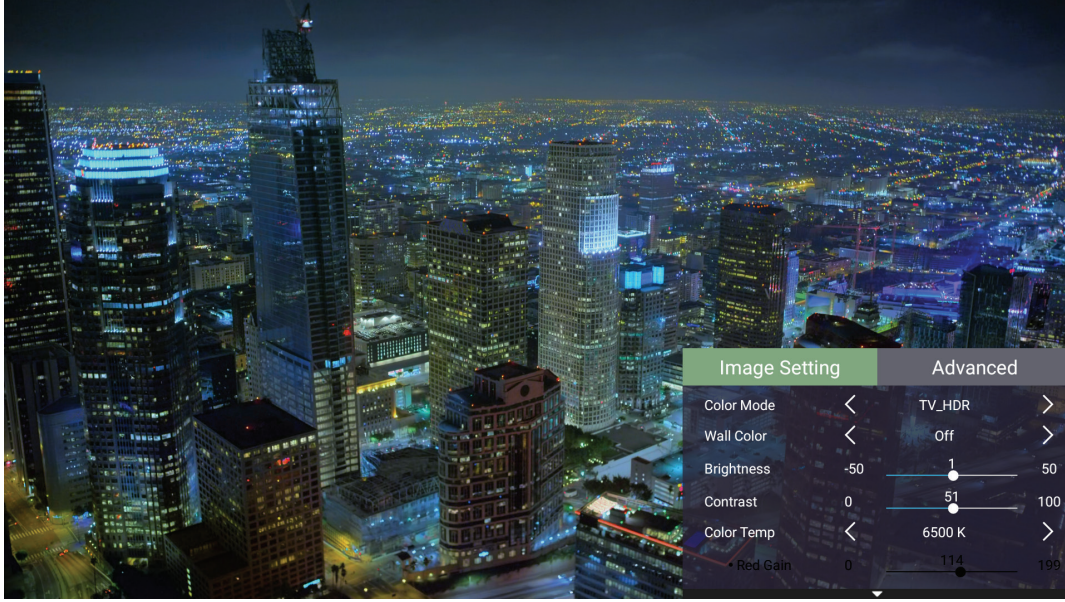 Image Setting Advanced
Color Mode TV_HDR
Wall Color Off
Brightness -50 1 50
Contrast 0 51 100
Color Temp 6500 K
• Red Gain 0 114 199